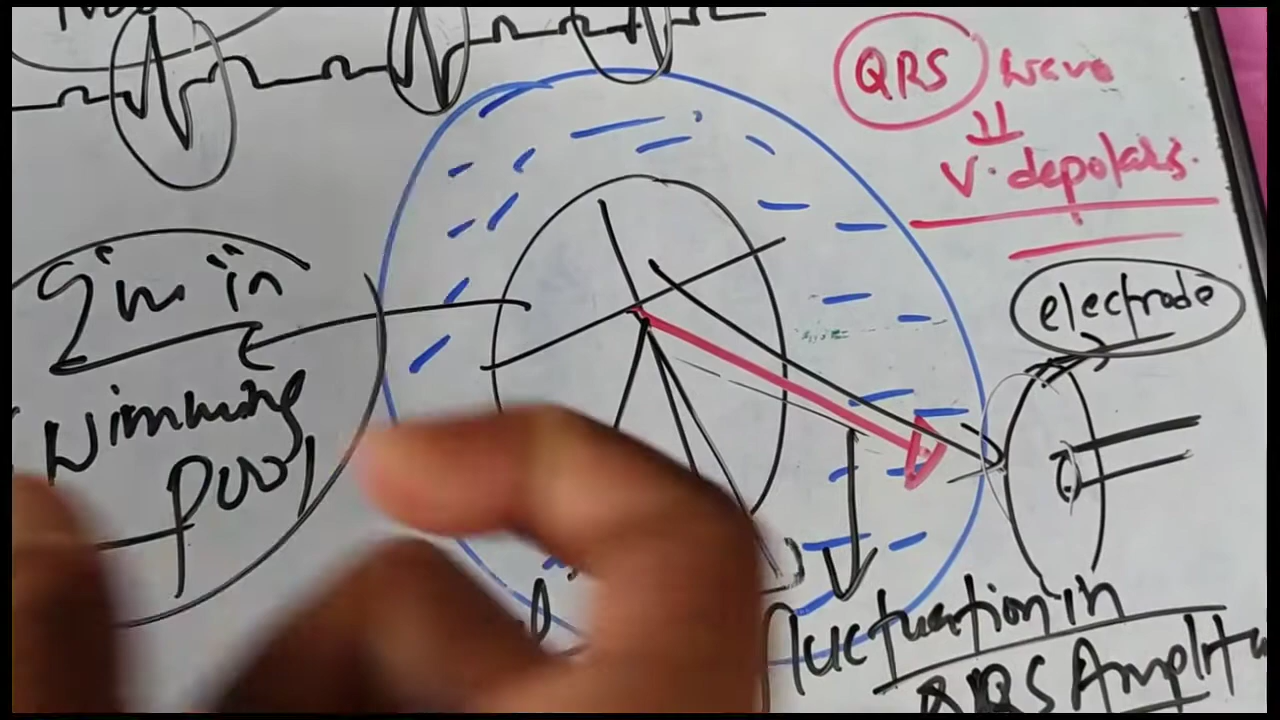 QRS wave
V. depolars.
electrode
Swim in
swimming
pool
fluctuation in
QRS Amplitu